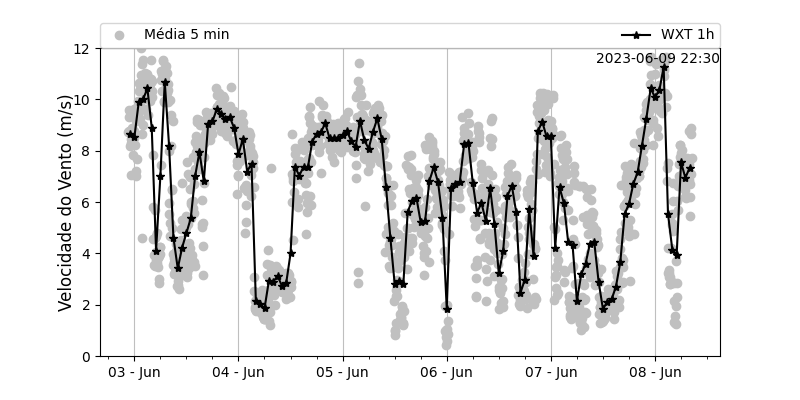 Média 5 min
WXT 1h
2023-06-09 22:30
Velocidade do Vento (m/s)
12
10
8
6
4
2
0
03 - Jun
04 - Jun
05 - Jun
06 - Jun
07 - Jun
08 - Jun